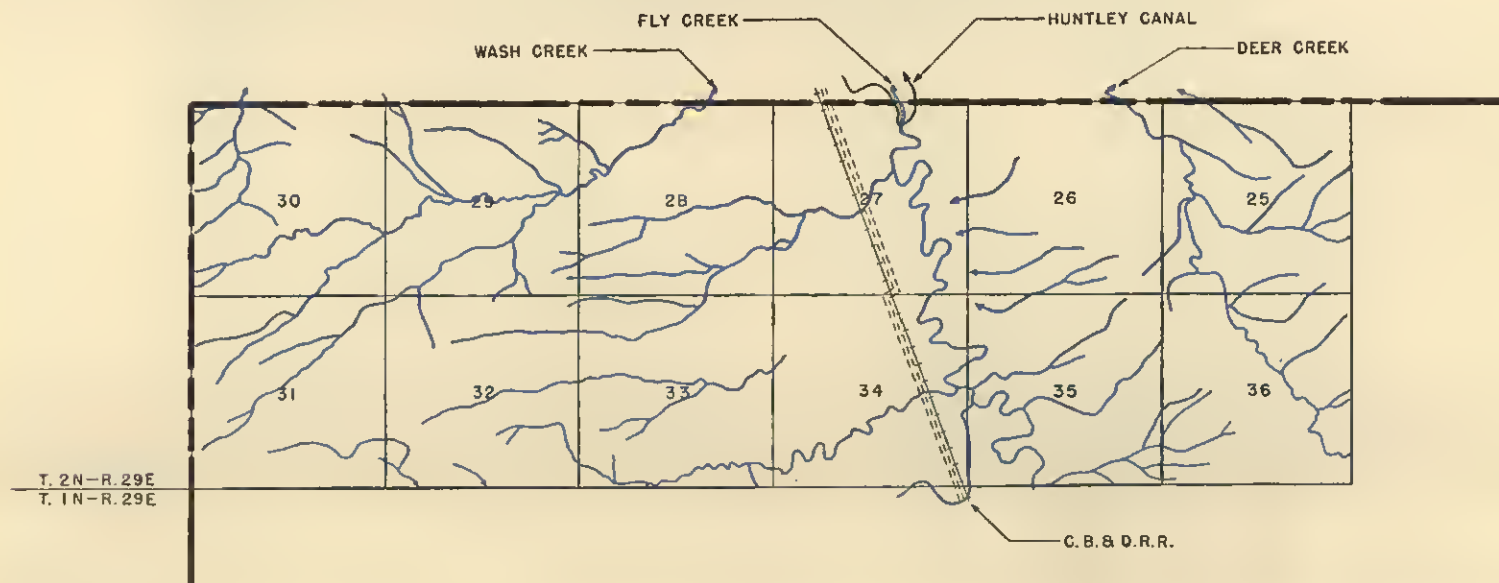 FLY CREEK
HUNTLEY CANAL
WASH CREEK
DEER CREEK
30
29
28
27
26
25
31
32
33
34
35
36
T. 2N-R.29E
T. 1N-R.29E
C.B.& D.R.R.